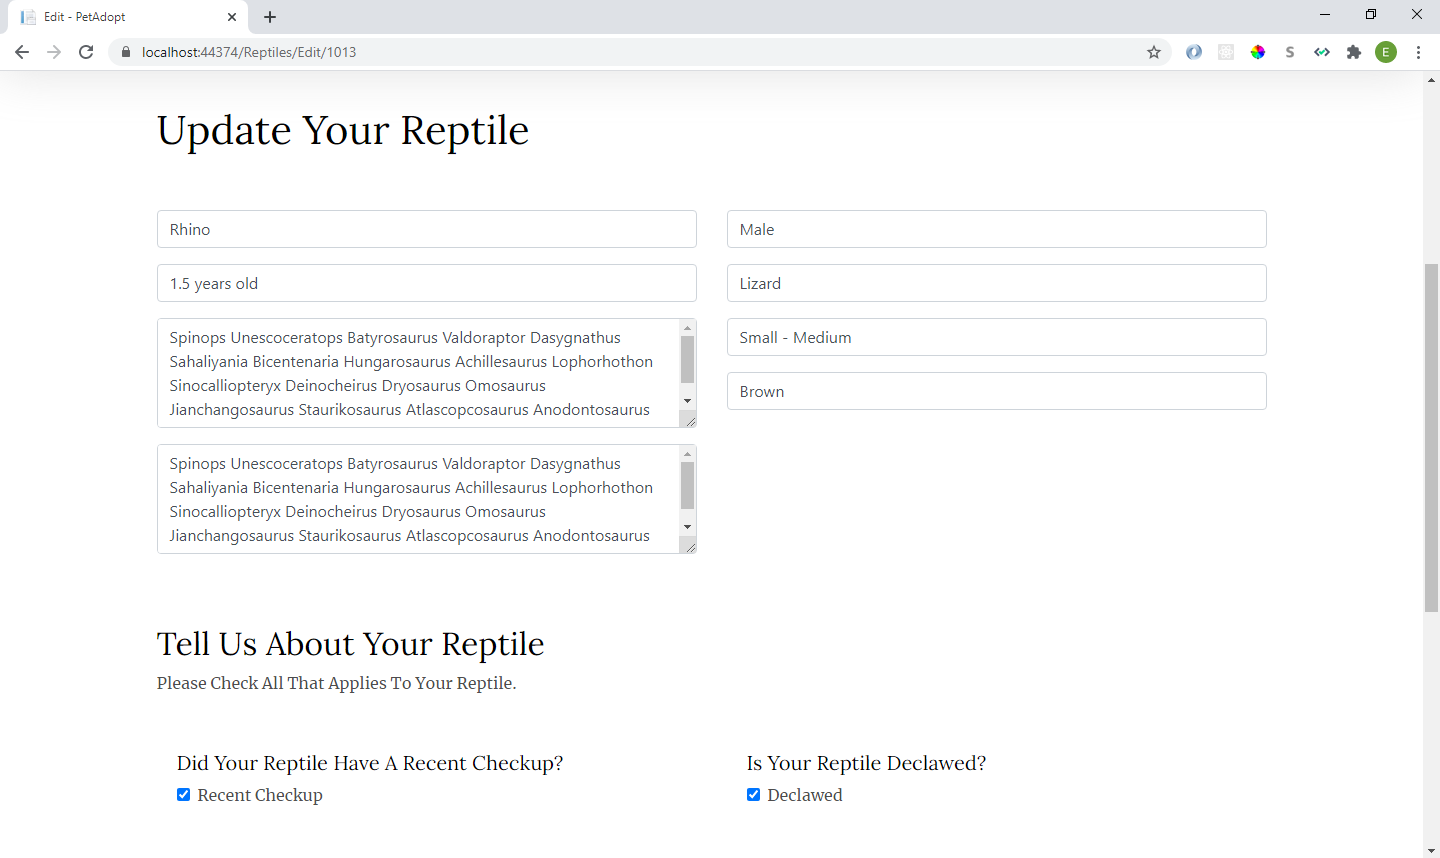 Edit - PetAdopt
localhost:44374/Reptiles/Edit/1013
S
E
Update Your Reptile
Rhino
Male
1.5 years old
Lizard
Spinops Unescoceratops Batyrosaurus Valdoraptor Dasygnathus
Sahaliyania Bicentenaria Hungarosaurus Achillesaurus Lophorhothon
Sinocalliopteryx Deinocheirus Dryosaurus Omosaurus
Jianchangosaurus Staurikosaurus Atlascopcosaurus Anodontosaurus
Small - Medium
Brown
Spinops Unescoceratops Batyrosaurus Valdoraptor Dasygnathus
Sahaliyania Bicentenaria Hungarosaurus Achillesaurus Lophorhothon
Sinocalliopteryx Deinocheirus Dryosaurus Omosaurus
Jianchangosaurus Staurikosaurus Atlascopcosaurus Anodontosaurus
Tell Us About Your Reptile
Please Check All That Applies To Your Reptile.
Did Your Reptile Have A Recent Checkup?
Recent Checkup
Is Your Reptile Declawed?
Declawed